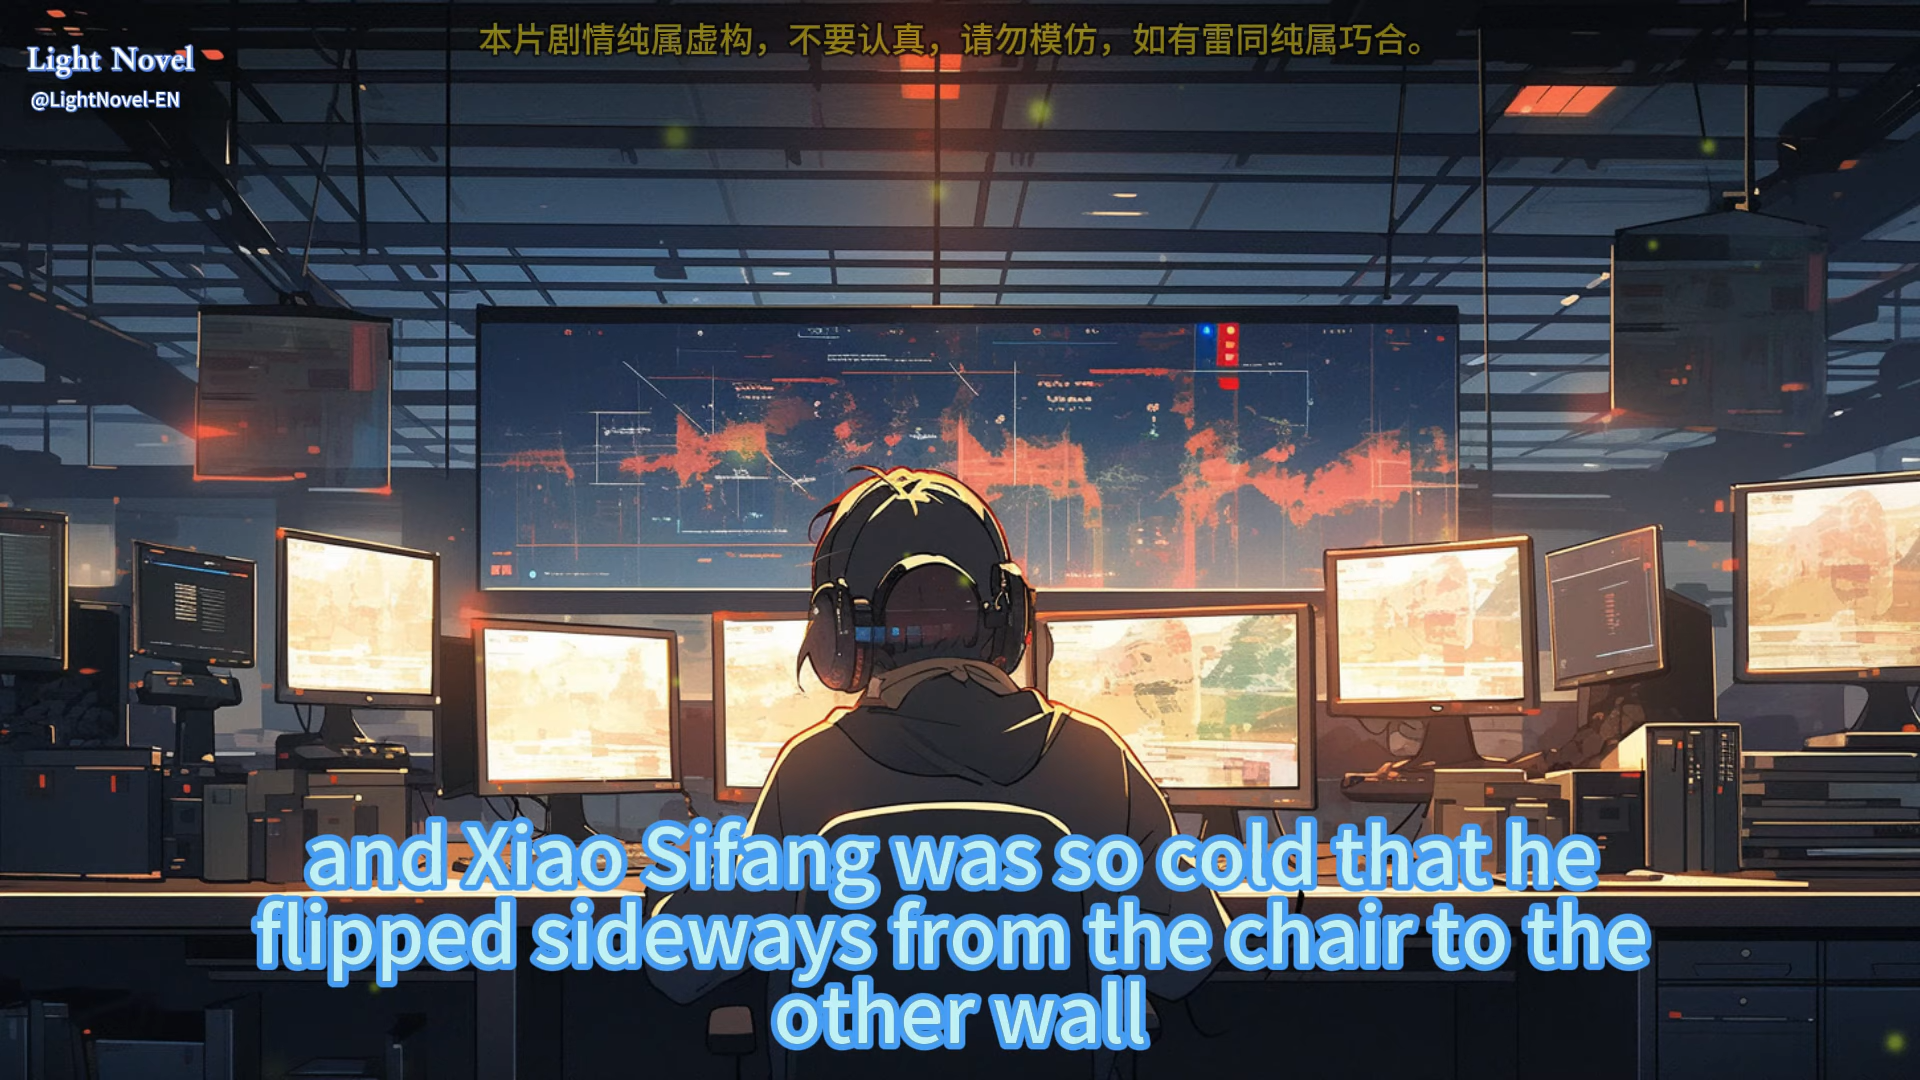 本片剧情纯属虚构，不要认真，请勿模仿，如有雷同纯属巧合。
Light Novel
@LightNovel-EN
and Xiao Sifang was so cold that he
flipped sideways from the chair to the
other wall